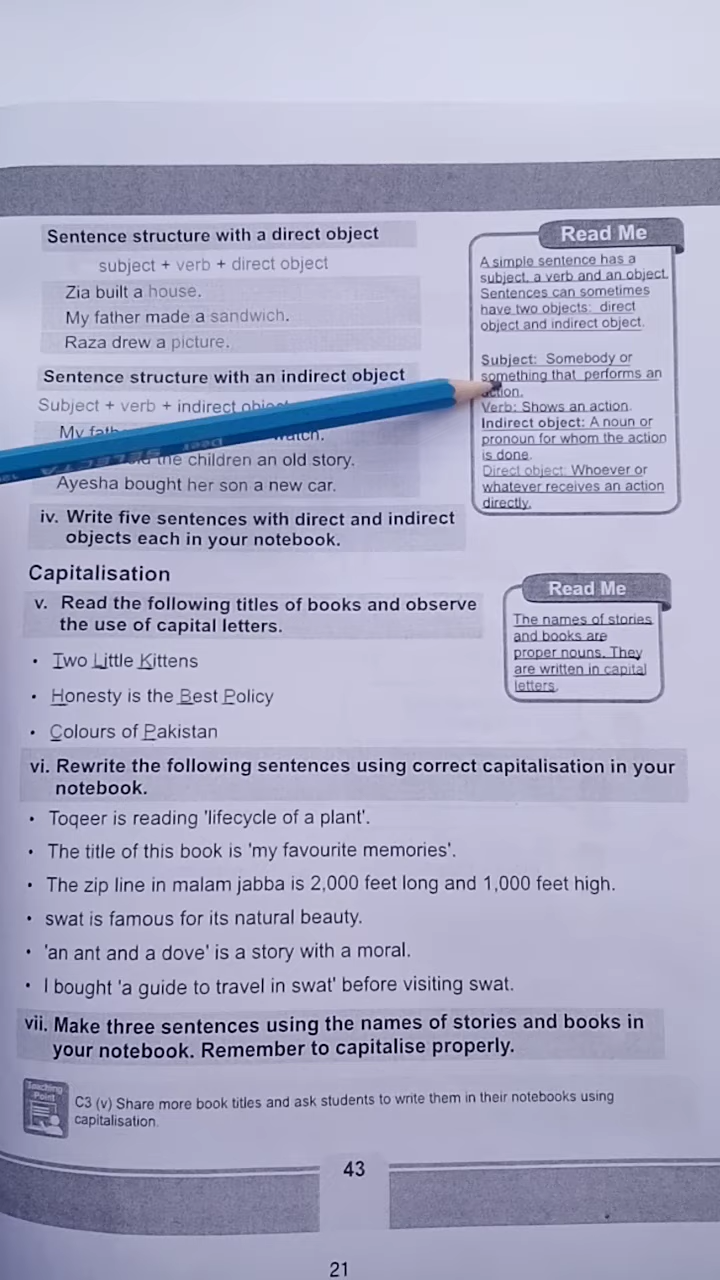 Sentence structure with a direct object
subject + verb + direct object
Zia built a house.
My father made a sandwich.
Raza drew a picture.
Sentence structure with an indirect object
Subject + verb + indirect
My
the children an old story.
Ayesha bought her son a new car.
iv. Write five sentences with direct and indirect
objects each in your notebook.
Read Me
A simple sentence has a
subject, a verb and an object.
Sentences can sometimes
have two objects: direct
object and indirect object.
Subject: Somebody or
something that performs an
action.
Verb: Shows an action.
Indirect object: A noun or
pronoun for whom the action
is done.
Direct object: Whoever or
whatever receives an action
directly.
Capitalisation
v. Read the following titles of books and observe
the use of capital letters.
• Two Little Kittens
• Honesty is the Best Policy
• Colours of Pakistan
Read Me
The names of stories
and books are
proper nouns. They
are written in capital
letters.
vi. Rewrite the following sentences using correct capitalisation in your
notebook.
• Toqeer is reading 'lifecycle of a plant'.
• The title of this book is 'my favourite memories'.
• The zip line in malam jabba is 2,000 feet long and 1,000 feet high.
• swat is famous for its natural beauty.
• 'an ant and a dove' is a story with a moral.
• I bought 'a guide to travel in swat' before visiting swat.
vii. Make three sentences using the names of stories and books in
your notebook. Remember to capitalise properly.
Teaching
Point
C3 (v) Share more book titles and ask students to write them in their notebooks using
capitalisation.
43
21